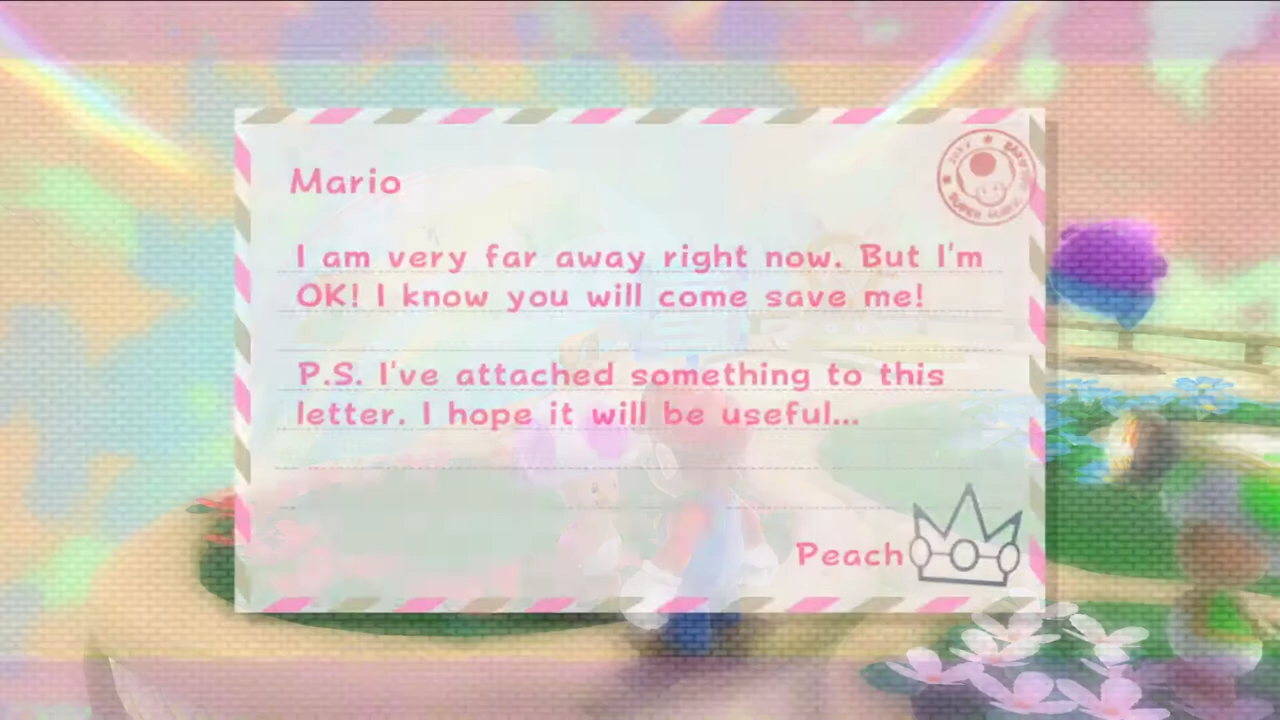 Mario
I am very far away right now. But I'm
OK! I know you will come save me!
P.S. I've attached something to this
letter. I hope it will be useful...
Peach